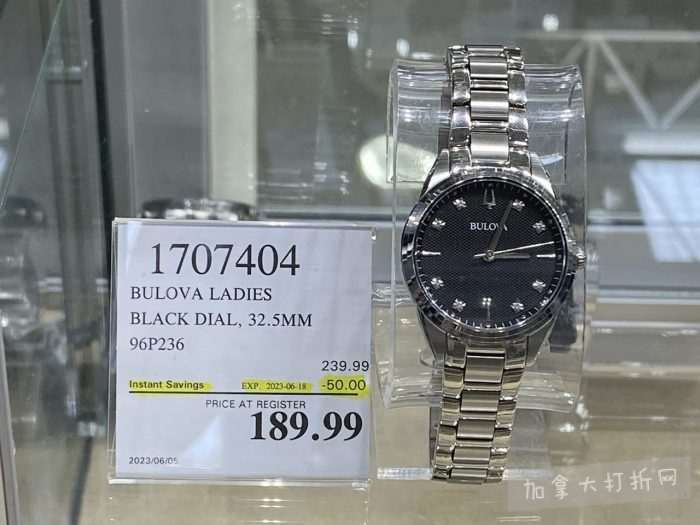 1707404
BULOVA LADIES
BLACK DIAL, 32.5MM
96P236
239.99
Instant Savings EXP. 2023-06-18 -50.00
PRICE AT REGISTER
189.99
2023/06/05
BULOVA
加拿大打折网